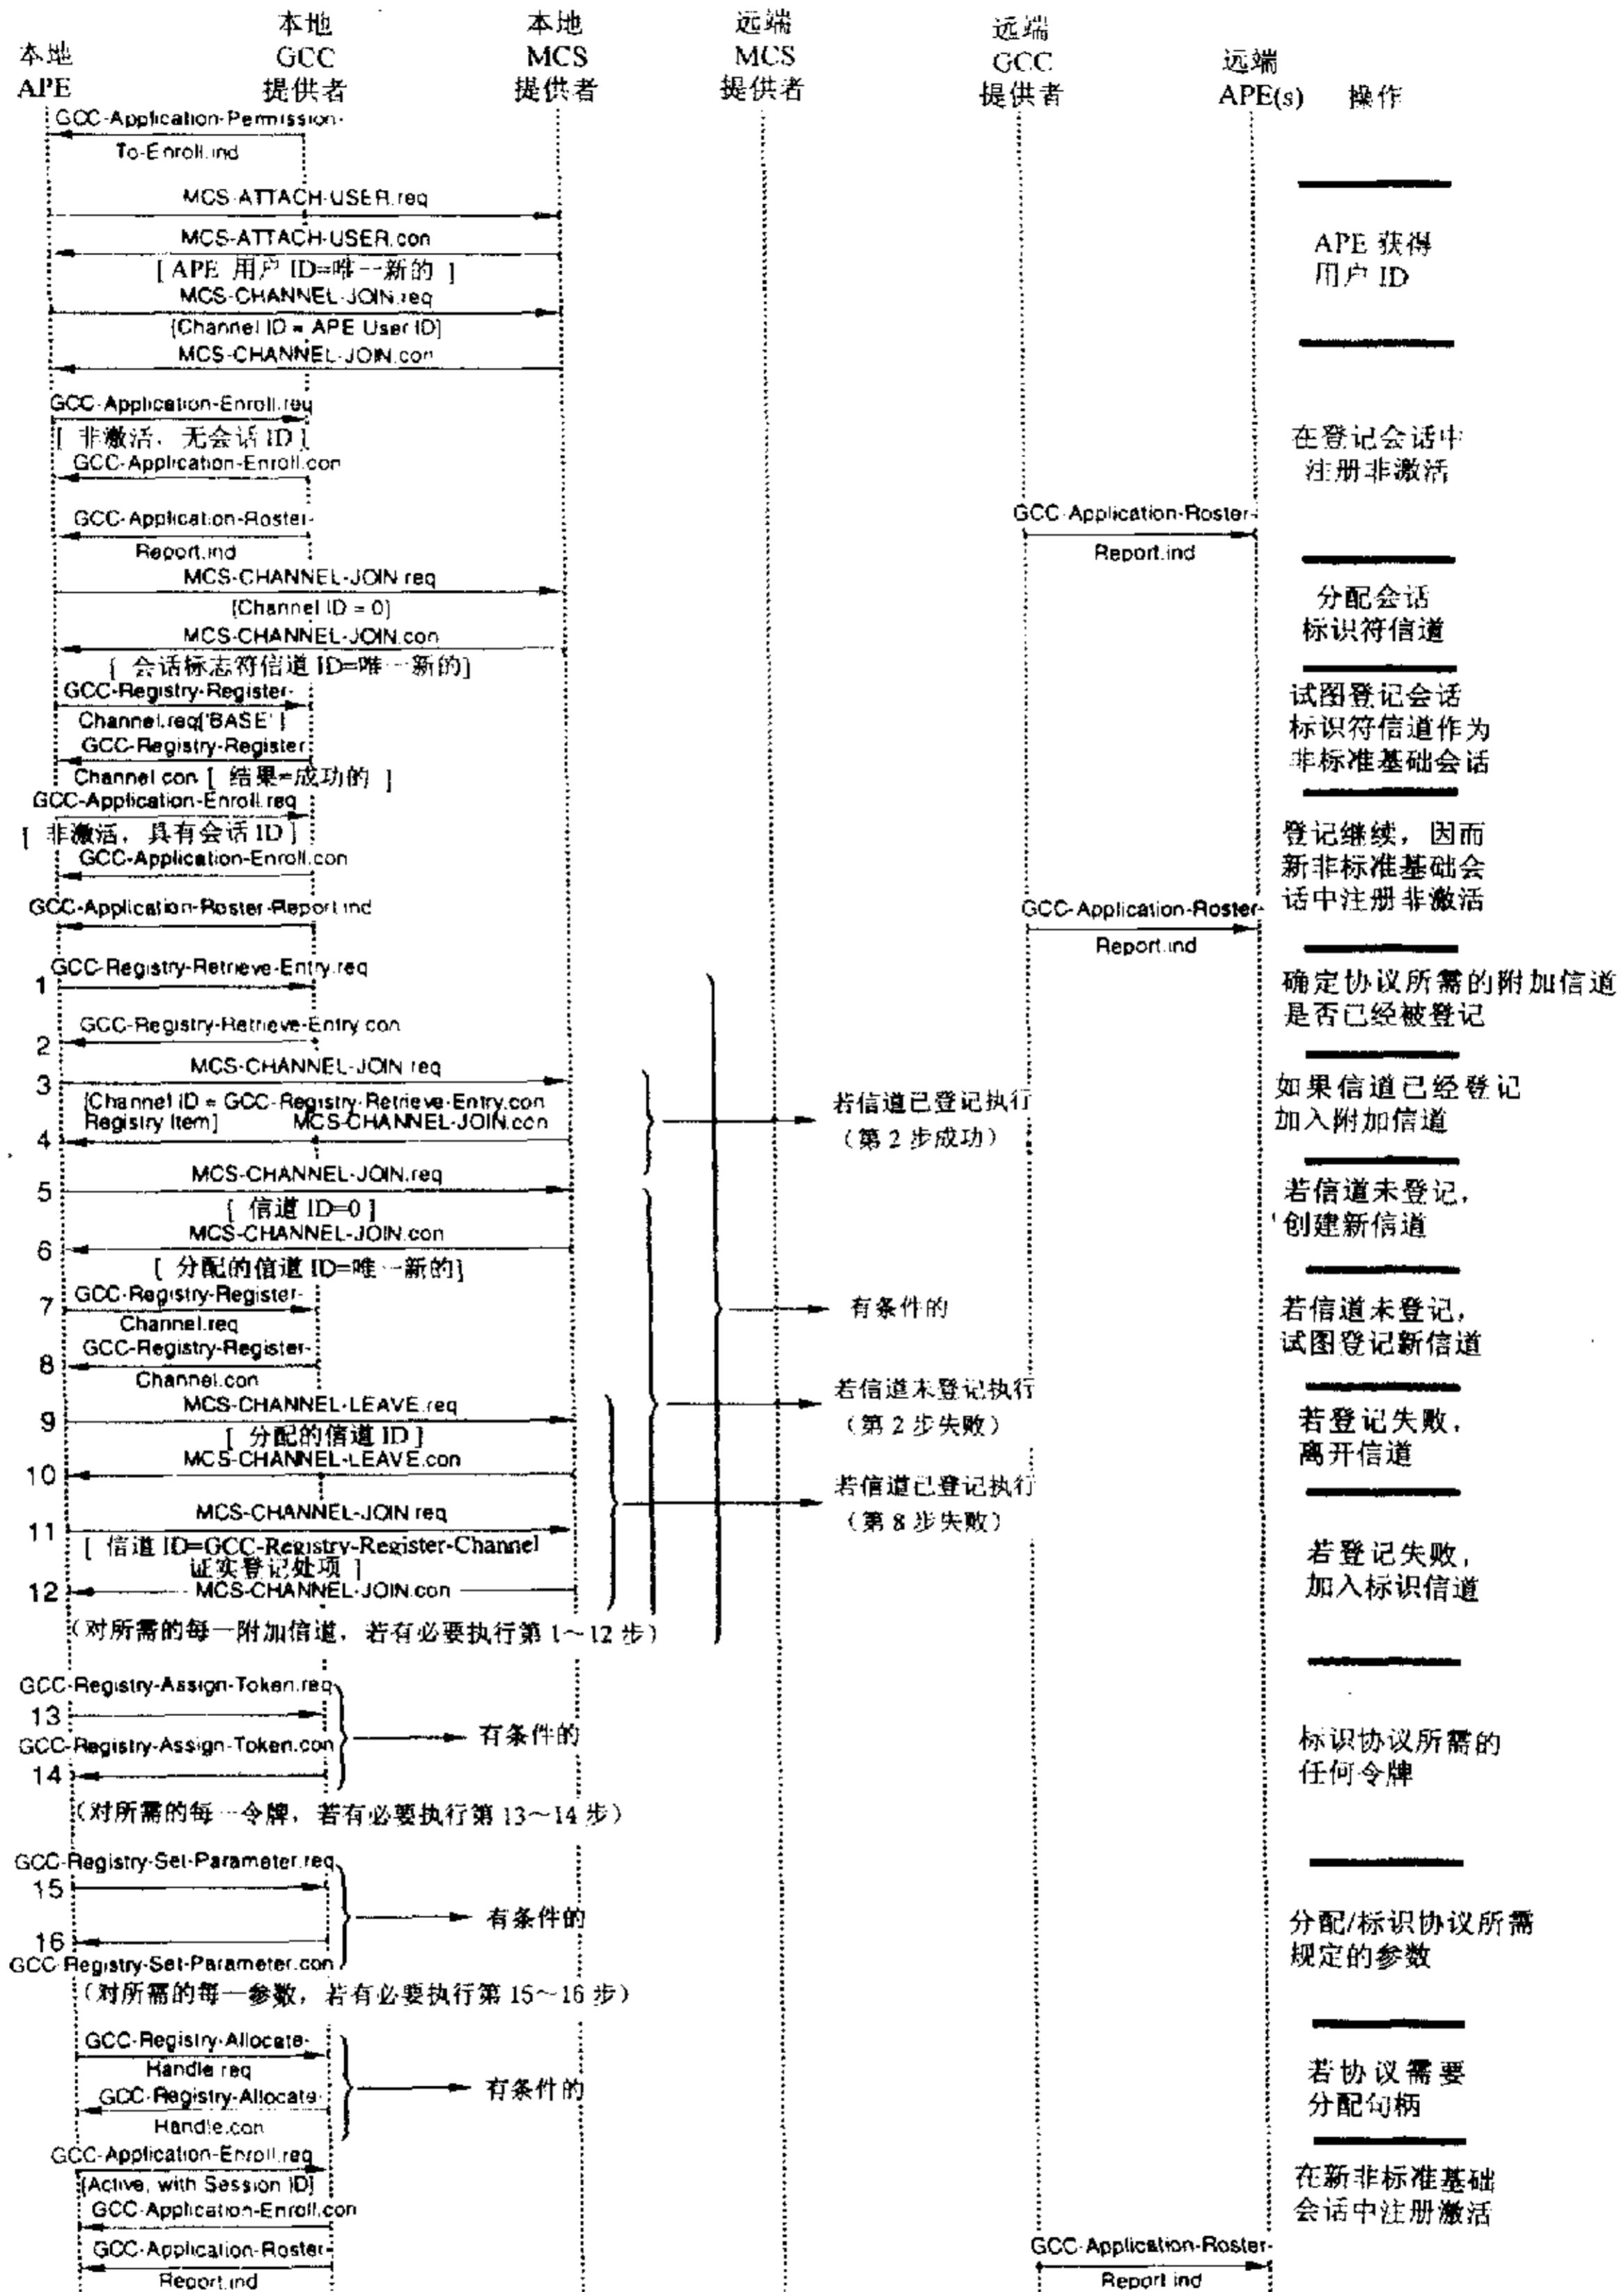 本地
APE
本地
GCC
提供者
本地
MCS
提供者
远端
MCS
提供者
远端
GCC
提供者
远端
APE(s)
操作
GCC-Application-Permission-
To-Enroll.ind
MCS-ATTACH-USER.req
MCS-ATTACH-USER.con
[ APE 用户 ID=唯一新的 ]
MCS-CHANNEL-JOIN.req
[Channel ID = APE User ID]
MCS-CHANNEL-JOIN.con
APE 获得
用户 ID
GCC-Application-Enroll.req
[ 非激活, 无会话 ID ]
GCC-Application-Enroll.con
在登记会话中
注册非激活
GCC-Application-Roster-
Report.ind
GCC-Application-Roster-
Report.ind
MCS-CHANNEL-JOIN.req
[Channel ID = 0]
MCS-CHANNEL-JOIN.con
[ 会话标志符信道 ID=唯一新的]
分配会话
标识符信道
GCC-Registry-Register-
Channel.req['BASE' ]
GCC-Registry-Register
Channel.con [ 结果=成功的 ]
试图登记会话
标识符信道作为
非标准基础会话
GCC-Application-Enroll.req
[ 非激活, 具有会话 ID ]
GCC-Application-Enroll.con
登记继续, 因而
新非标准基础会
话中注册非激活
GCC-Application-Roster-Report.ind
GCC-Application-Roster-
Report.ind
GCC-Registry-Retrieve-Entry.req
1
GCC-Registry-Retrieve-Entry.con
2
确定协议所需的附加信道
是否已经被登记
MCS-CHANNEL-JOIN.req
3
[Channel ID = GCC-Registry-Retrieve-Entry.con
Registry Item]
MCS-CHANNEL-JOIN.con
4
若信道已登记执行
(第 2 步成功)
如果信道已经登记
加入附加信道
MCS-CHANNEL-JOIN.req
5
[ 信道 ID=0 ]
MCS-CHANNEL-JOIN.con
6
[ 分配的信道 ID=唯一新的]
若信道未登记,
创建新信道
GCC-Registry-Register-
7
Channel.req
GCC-Registry-Register-
8
Channel.con
有条件的
若信道未登记,
试图登记新信道
MCS-CHANNEL-LEAVE.req
9
[ 分配的信道 ID ]
MCS-CHANNEL-LEAVE.con
10
若信道未登记执行
(第 2 步失败)
若登记失败,
离开信道
MCS-CHANNEL-JOIN.req
11
[ 信道 ID=GCC-Registry-Register-Channel
证实登记处项 ]
12
MCS-CHANNEL-JOIN.con
若信道已登记执行
(第 8 步失败)
若登记失败,
加入标识信道
(对所需的每一附加信道, 若有必要执行第 1～12 步)
GCC-Registry-Assign-Token.req
13
GCC-Registry-Assign-Token.con
14
有条件的
标识协议所需的
任何令牌
(对所需的每一令牌, 若有必要执行第 13～14 步)
GCC-Registry-Set-Parameter.req
15
16
GCC-Registry-Set-Parameter.con
有条件的
分配/标识协议所需
规定的参数
(对所需的每一参数, 若有必要执行第 15～16 步)
GCC-Registry-Allocate-
Handle.req
GCC-Registry-Allocate-
Handle.con
有条件的
若协议需要
分配句柄
GCC-Application-Enroll.req
[Active, with Session ID]
GCC-Application-Enroll.con
在新非标准基础
会话中注册激活
GCC-Application-Roster-
Report.ind
GCC-Application-Roster-
Report.ind